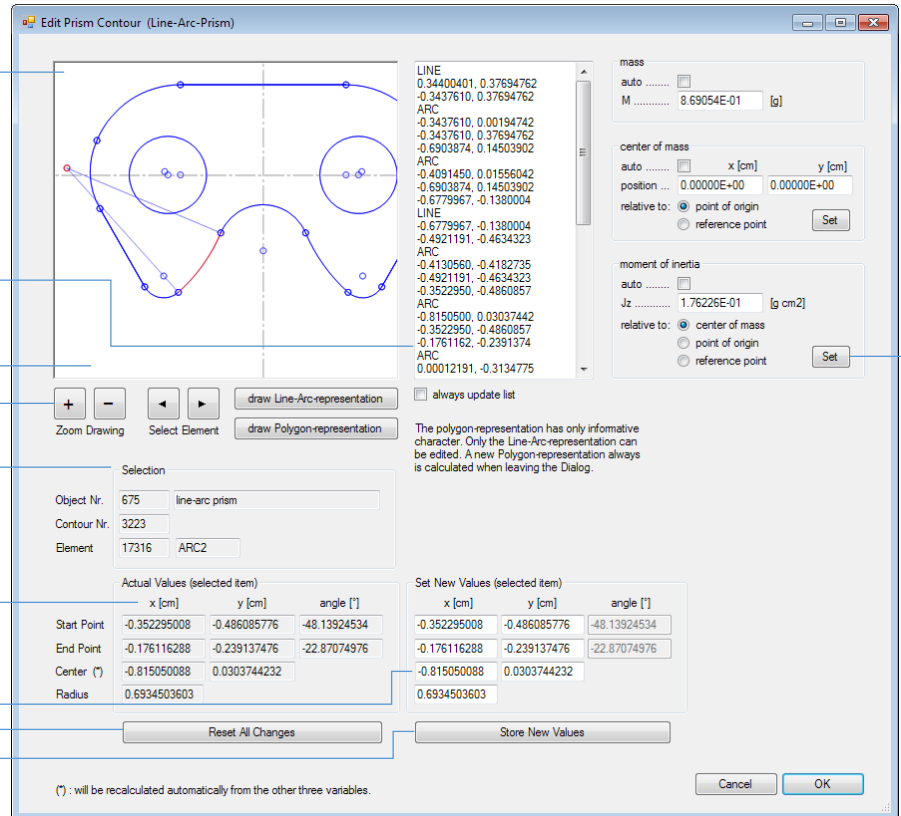 Edit Prism Contour (Line-Arc-Prism)
LINE
0.34400401, 0.37694762
-0.3437610, 0.37694762
ARC
-0.3437610, 0.00194742
-0.3437610, 0.37694762
-0.6903874, 0.14503902
ARC
-0.4091450, 0.01556042
-0.6903874, 0.14503902
-0.6779967, -0.1380004
LINE
-0.6779967, -0.1380004
-0.4921191, -0.4634323
ARC
-0.4130560, -0.4182735
-0.4921191, -0.4634323
-0.3522950, -0.4860857
ARC
-0.8150500, 0.03037442
-0.3522950, -0.4860857
-0.1761162, -0.2391374
ARC
0.00012191, -0.3134775
mass
auto ........
M ............ 8.69054E-01 [g]
center of mass
auto ........ x [cm] y [cm]
position ... 0.00000E+00 0.00000E+00
relative to: point of origin
reference point
Set
moment of inertia
auto ........
Jz ........... 1.76226E-01 [g cm2]
relative to: center of mass
point of origin
reference point
Set
+ − ◄ ► draw Line-Arc-representation
Zoom Drawing Select Element draw Polygon-representation
always update list
The polygon-representation has only informative
character. Only the Line-Arc-representation can
be edited. A new Polygon-representation always
is calculated when leaving the Dialog.
Selection
Object Nr. 675 line-arc prism
Contour Nr. 3223
Element 17316 ARC2
Actual Values (selected item)
x [cm] y [cm] angle [°]
Start Point -0.352295008 -0.486085776 -48.13924534
End Point -0.176116288 -0.239137476 -22.87074976
Center (*) -0.815050088 0.0303744232
Radius 0.6934503603
Reset All Changes
Set New Values (selected item)
x [cm] y [cm] angle [°]
-0.352295008 -0.486085776 -48.13924534
-0.176116288 -0.239137476 -22.87074976
-0.815050088 0.0303744232
0.6934503603
Store New Values
(*) : will be recalculated automatically from the other three variables.
Cancel OK